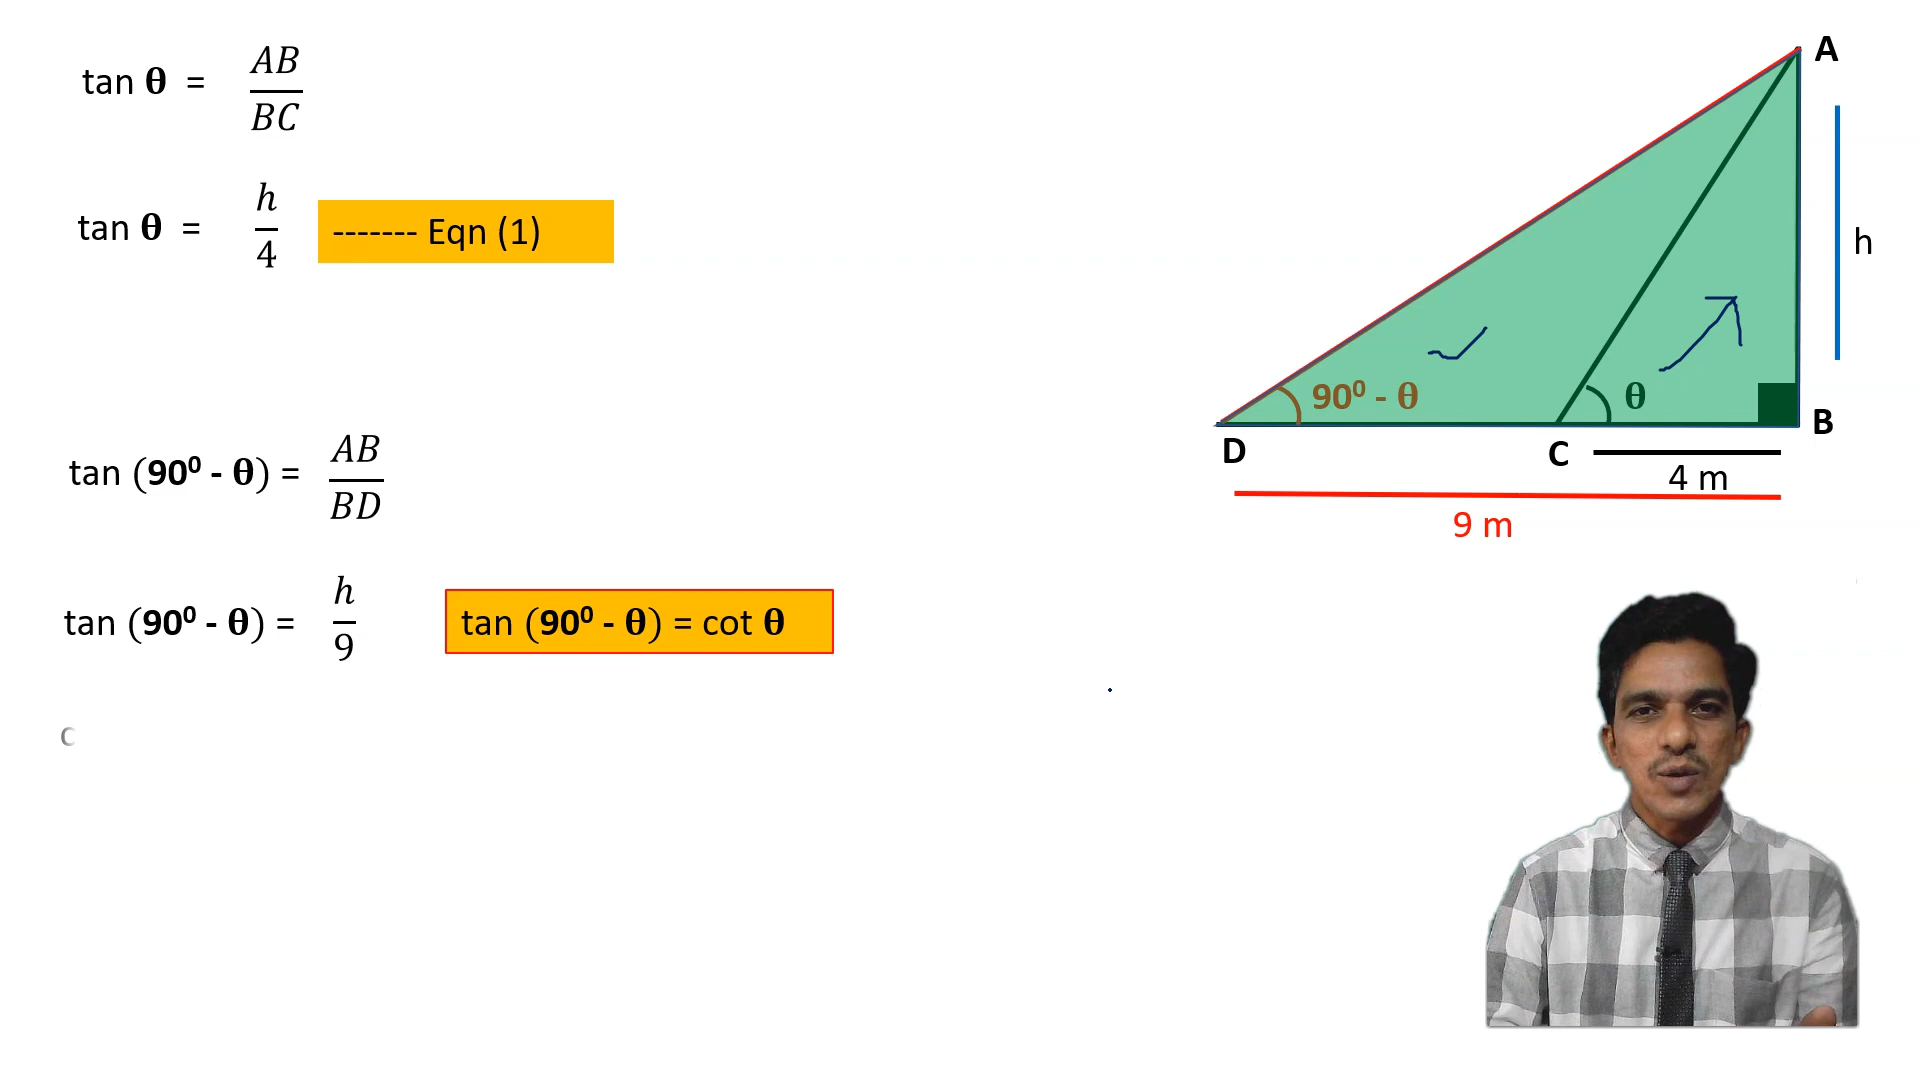 tan θ = AB/BC
tan θ = h/4 ------- Eqn (1)
tan (90⁰ - θ) = AB/BD
tan (90⁰ - θ) = h/9 tan (90⁰ - θ) = cot θ
c
A
h
90⁰ - θ θ
B
D C
4 m
9 m